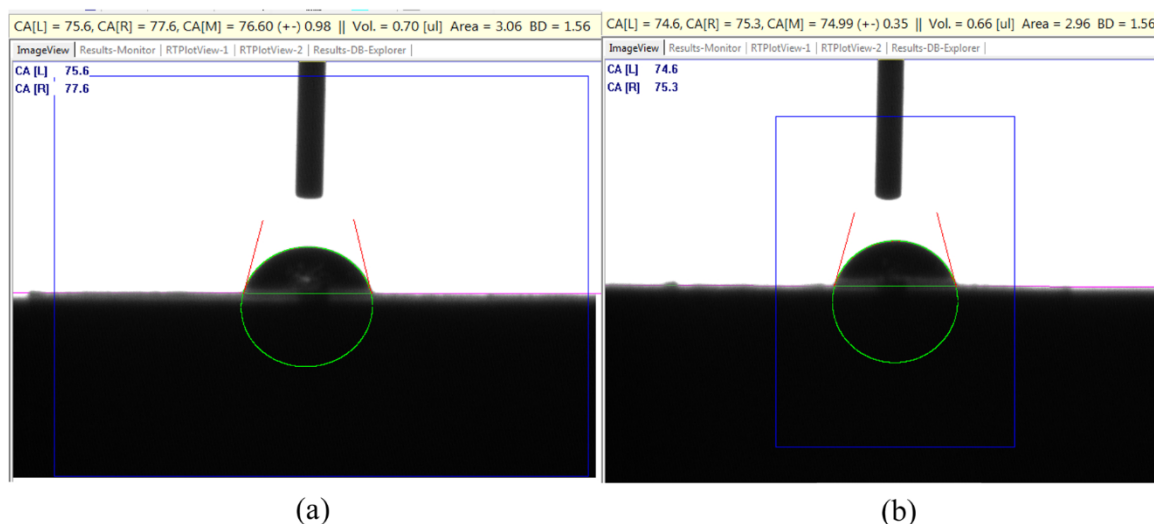 CA[L] = 75.6, CA[R] = 77.6, CA[M] = 76.60 (+-) 0.98 || Vol. = 0.70 [ul] Area = 3.06 BD = 1.56
ImageView | Results-Monitor | RTPlotView-1 | RTPlotView-2 | Results-DB-Explorer |
CA [L] 75.6
CA [R] 77.6
(a)
CA[L] = 74.6, CA[R] = 75.3, CA[M] = 74.99 (+-) 0.35 || Vol. = 0.66 [ul] Area = 2.96 BD = 1.56
ImageView | Results-Monitor | RTPlotView-1 | RTPlotView-2 | Results-DB-Explorer |
CA [L] 74.6
CA [R] 75.3
(b)